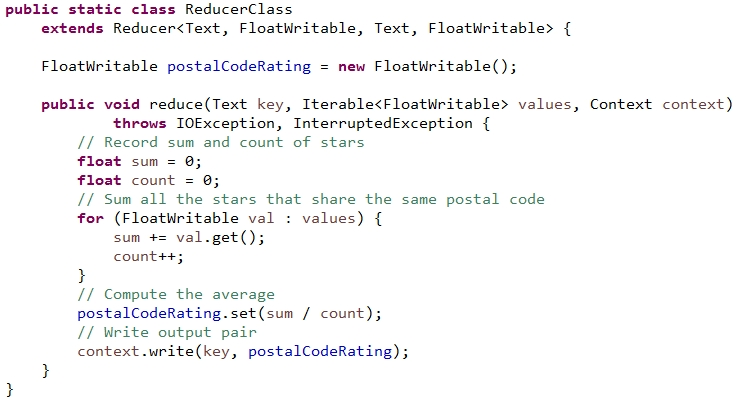 public static class ReducerClass
    extends Reducer<Text, FloatWritable, Text, FloatWritable> {

    FloatWritable postalCodeRating = new FloatWritable();

    public void reduce(Text key, Iterable<FloatWritable> values, Context context)
            throws IOException, InterruptedException {
        // Record sum and count of stars
        float sum = 0;
        float count = 0;
        // Sum all the stars that share the same postal code
        for (FloatWritable val : values) {
            sum += val.get();
            count++;
        }
        // Compute the average
        postalCodeRating.set(sum / count);
        // Write output pair
        context.write(key, postalCodeRating);
    }
}